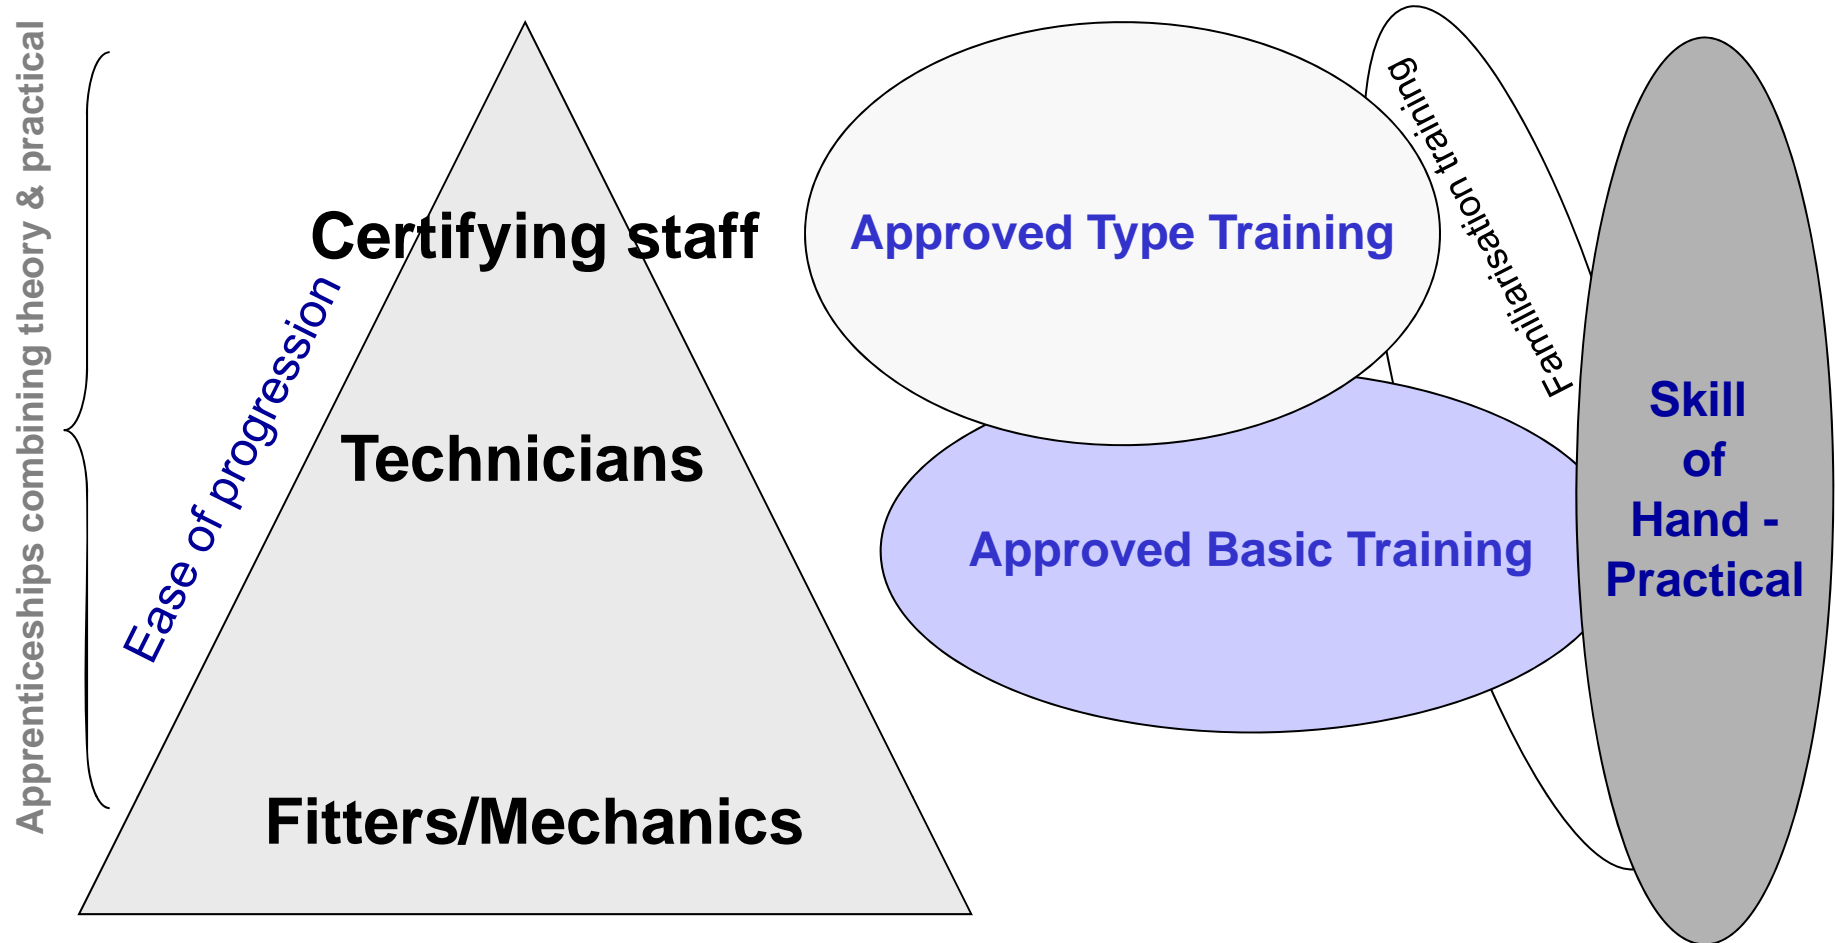 Apprenticeships combining theory & practical
Ease of progression
Certifying staff
Technicians
Fitters/Mechanics
Approved Type Training
Approved Basic Training
Familiarisation training
Skill
of
Hand -
Practical